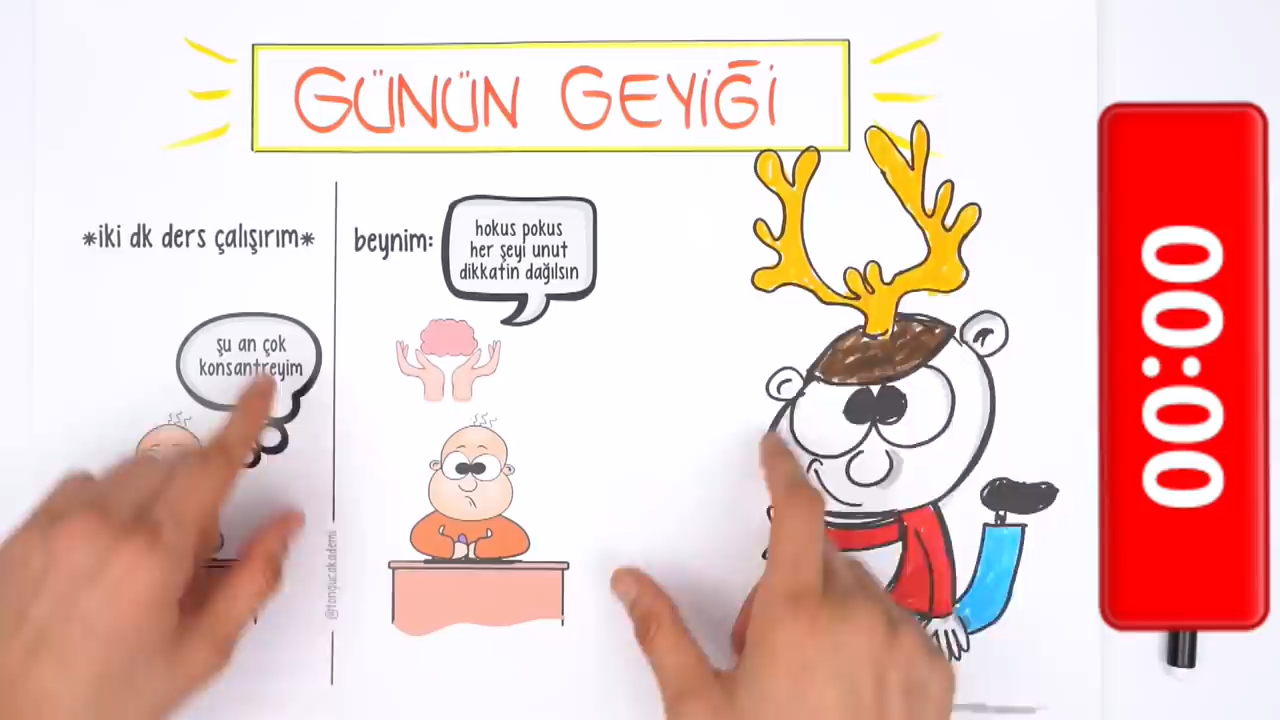 GÜNÜN GEYİĞİ
*iki dk ders çalışırım*
beynim:
hokus pokus
her şeyi unut
dikkatin dağılsın
şu an çok
konsantreyim
@tongucakademi
00:00